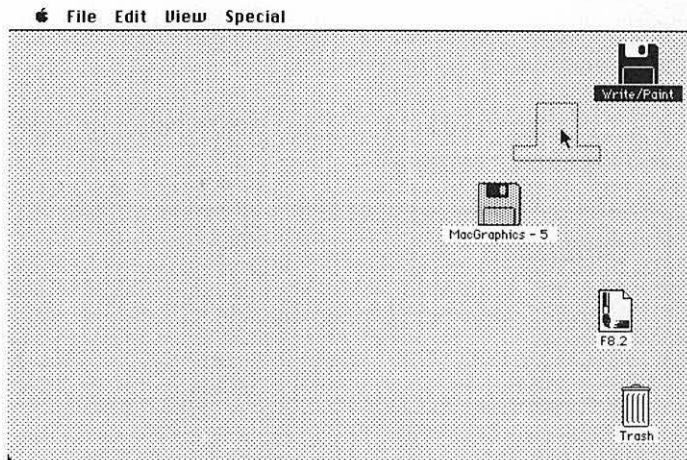 File Edit View Special
Write/Paint
MacGraphics - 5
F8.2
Trash